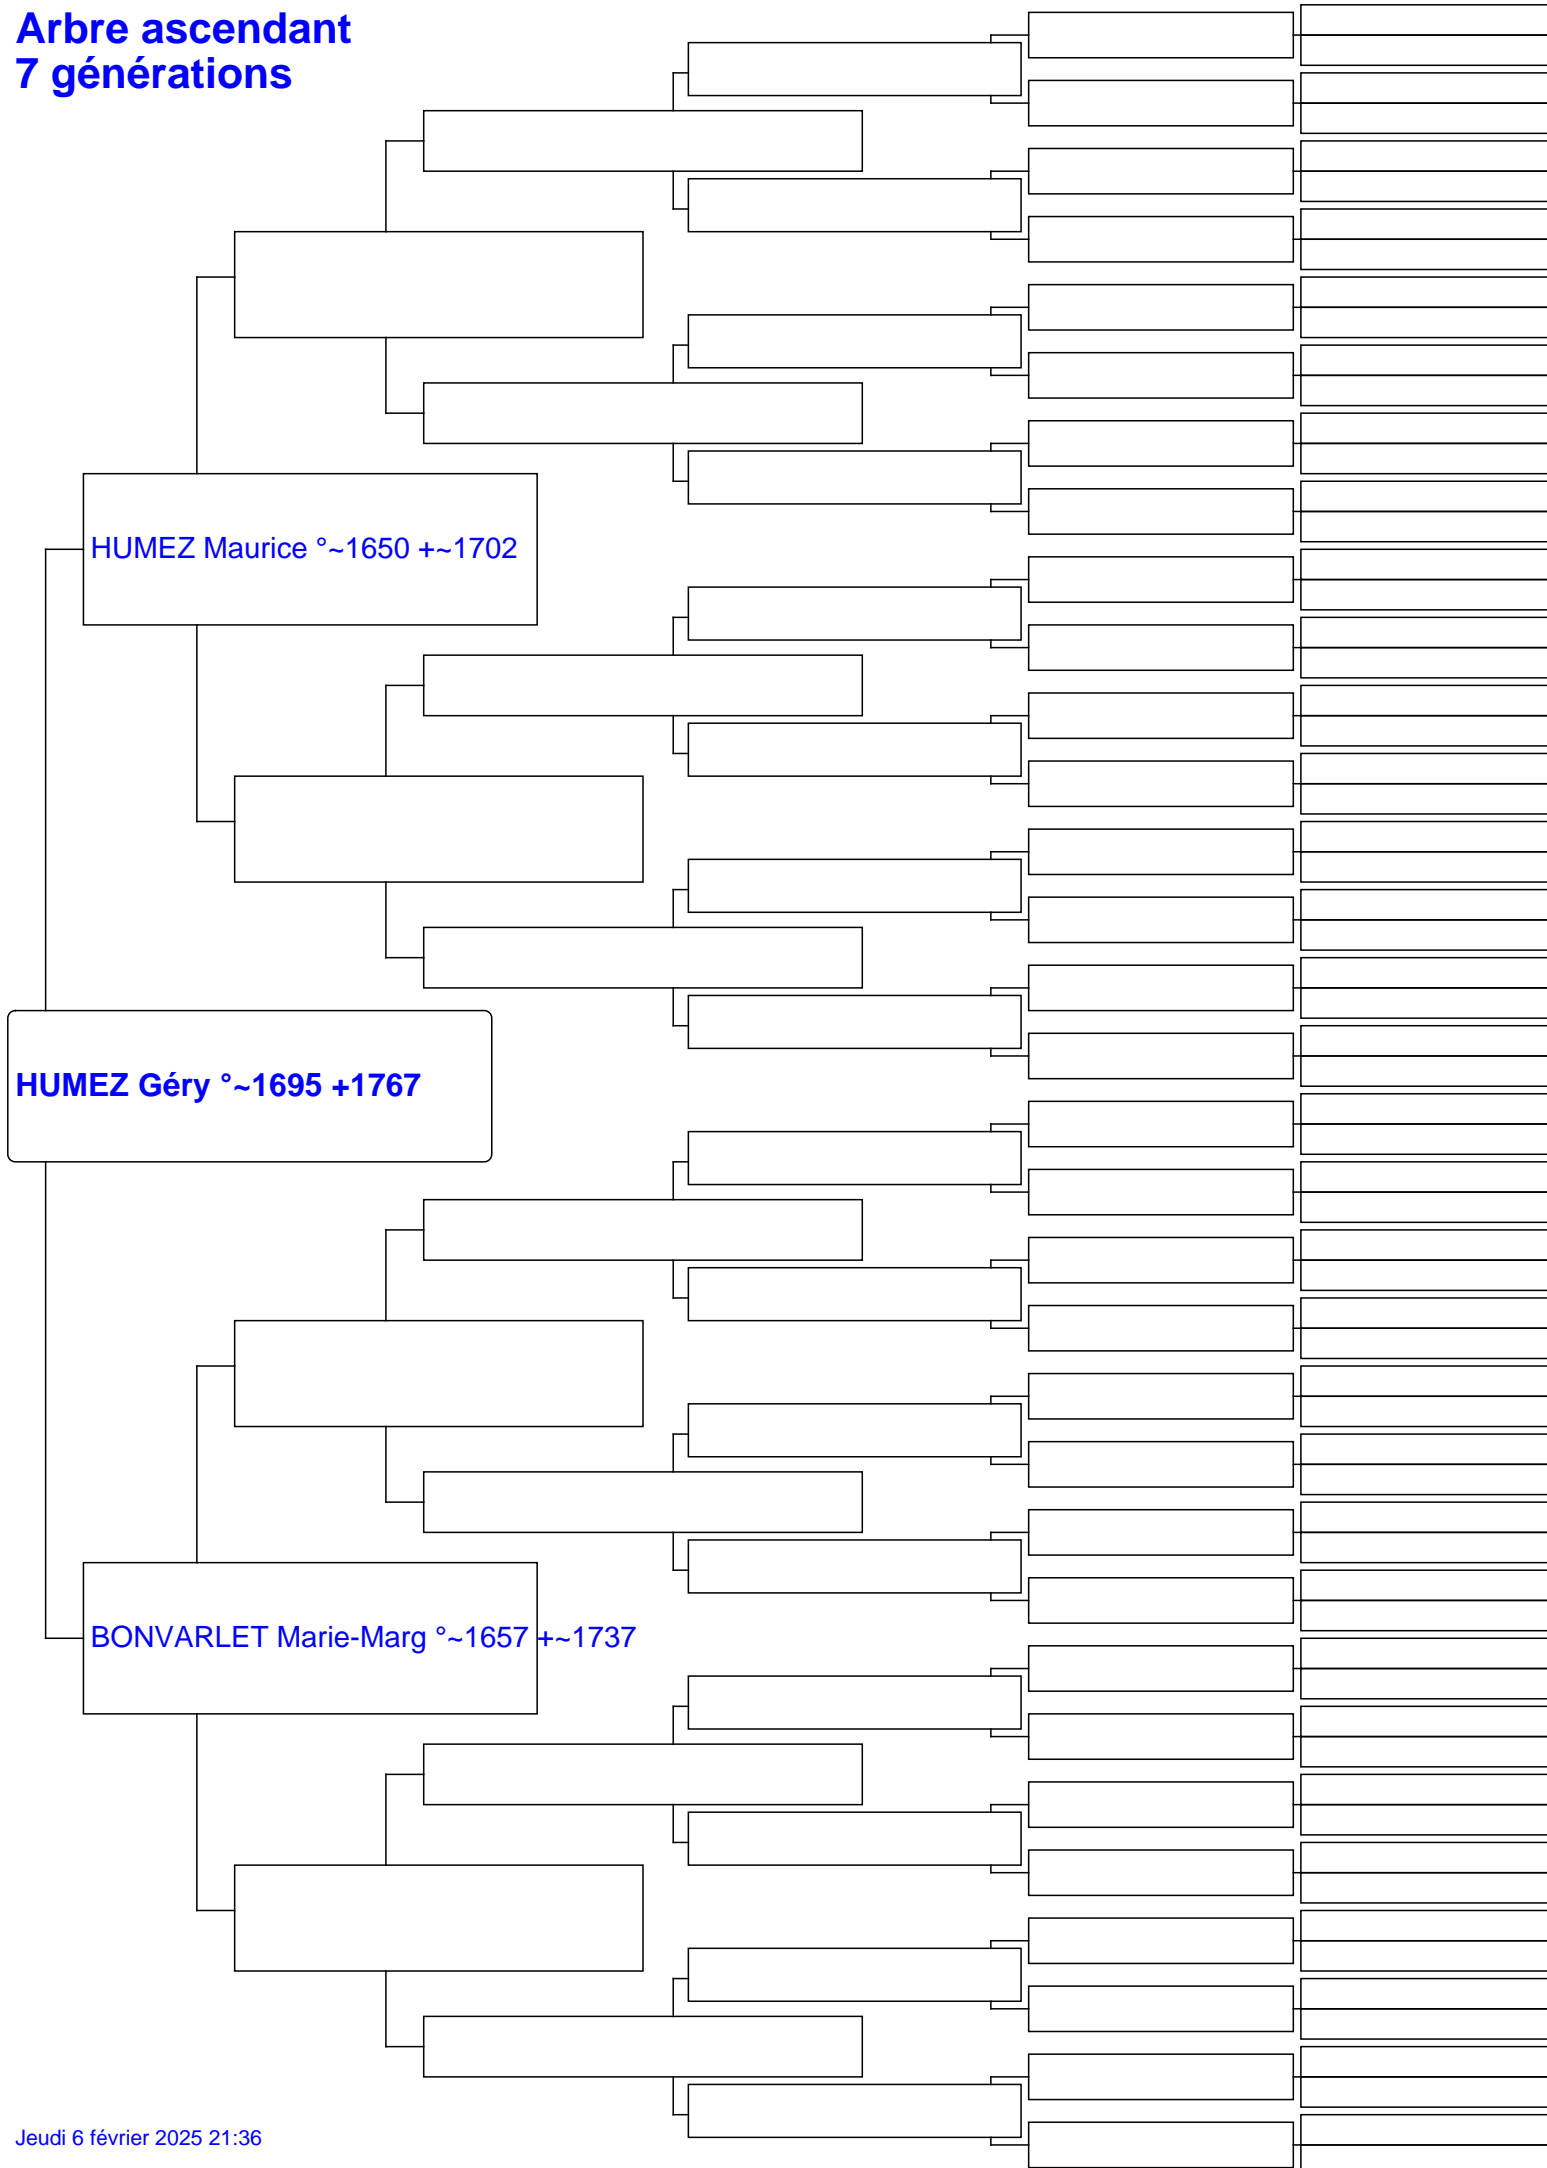 Arbre ascendant
7 générations
HUMEZ Maurice °~1650 +~1702
HUMEZ Géry °~1695 +1767
BONVARLET Marie-Marg °~1657 +~1737
Jeudi 6 février 2025 21:36